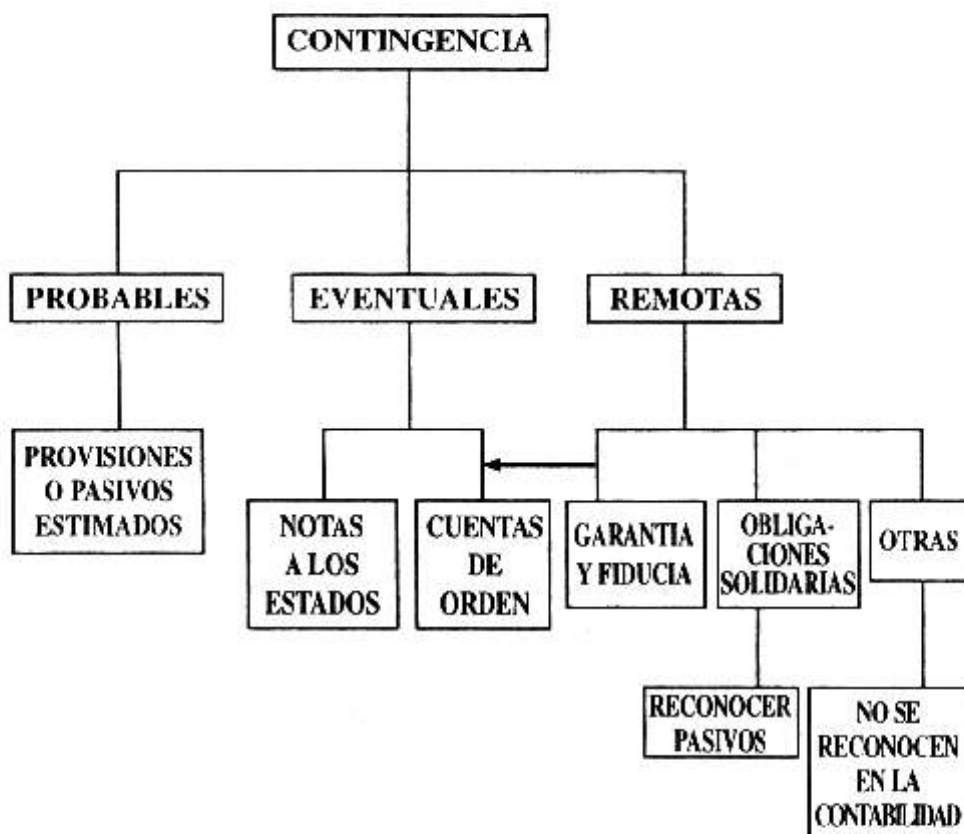 CONTINGENCIA
PROBABLES
EVENTUALES
REMOTAS
PROVISIONES
O PASIVOS
ESTIMADOS
NOTAS
A LOS
ESTADOS
CUENTAS
DE
ORDEN
GARANTIA
Y FIDUCIA
OBLIGA-
CIONES
SOLIDARIAS
OTRAS
RECONOCER
PASIVOS
NO SE
RECONOCEN
EN LA
CONTABILIDAD